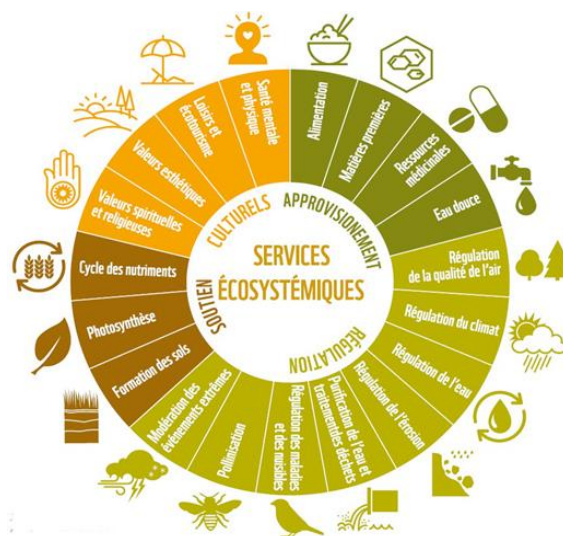 SERVICES
ÉCOSYSTÉMIQUES
APPROVISIONEMENT
Alimentation
Matières premières
Ressources
médicinales
Eau douce
RÉGULATION
Régulation
de la qualité de l'air
Régulation du climat
Régulation de l'eau
Régulation de l'érosion
Purification de l'eau et
traitement des déchets
Régulation des maladies
et des nuisibles
Pollinisation
Modération des
événements extrêmes
SOUTIEN
Formation des sols
Photosynthèse
Cycle des nutriments
CULTURELS
Valeurs spirituelles
et religieuses
Valeurs esthétiques
Loisirs et
écotourisme
Santé mentale
et physique